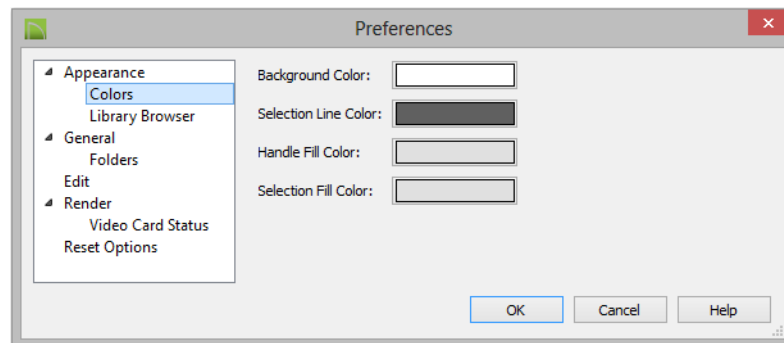 Preferences
Appearance
Colors
Library Browser
General
Folders
Edit
Render
Video Card Status
Reset Options
Background Color:
Selection Line Color:
Handle Fill Color:
Selection Fill Color:
OK
Cancel
Help